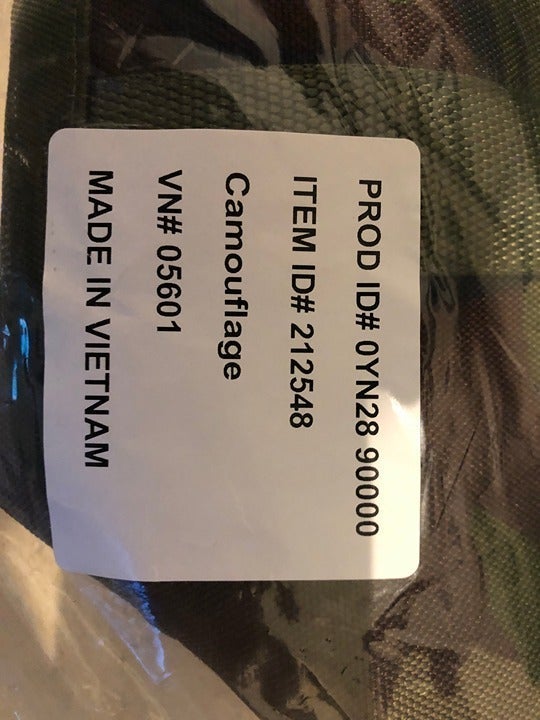 PROD ID# 0YN28 90000
ITEM ID# 212548
Camouflage
VN# 05601
MADE IN VIETNAM